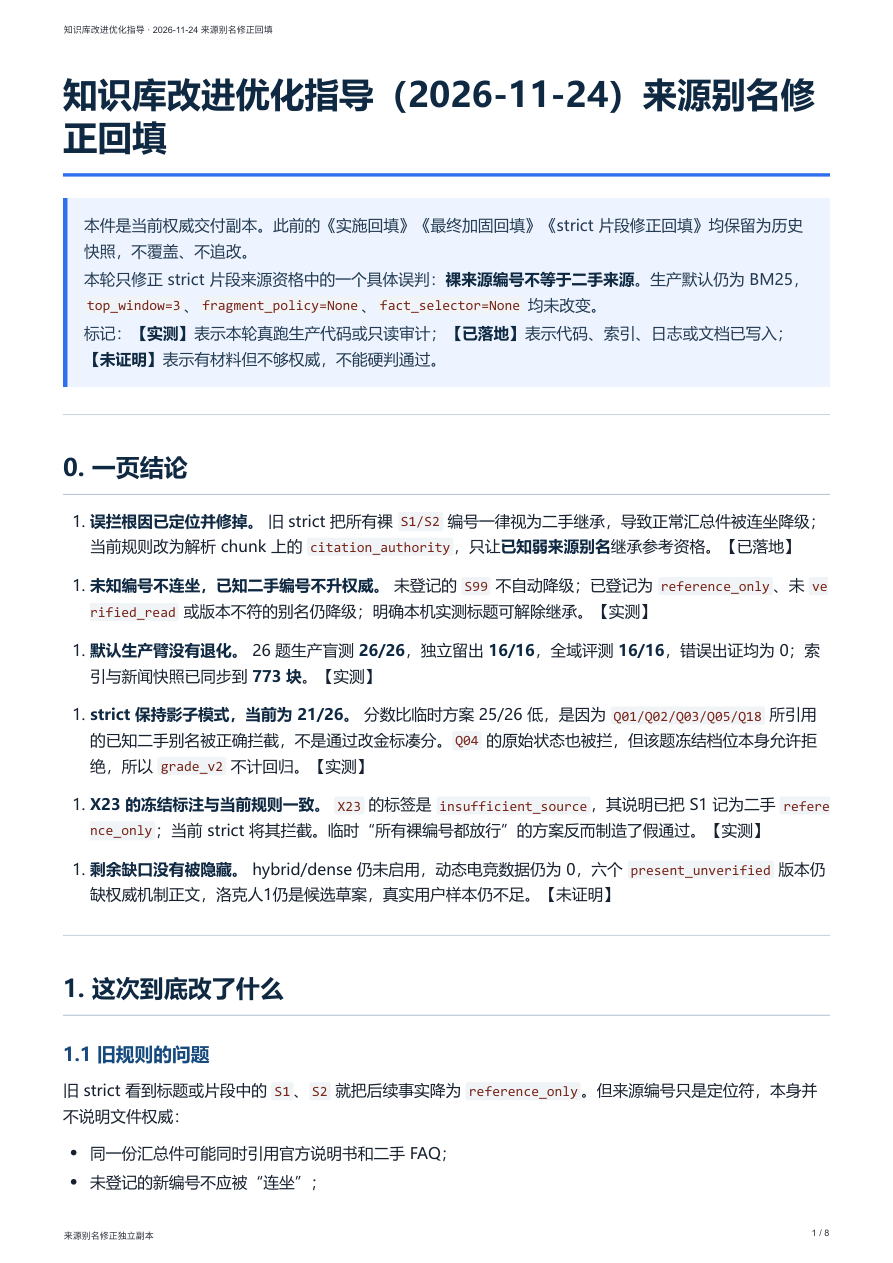 知识库改进优化指导 · 2026-11-24 来源别名修正回填
知识库改进优化指导（2026-11-24）来源别名修
正回填
本件是当前权威交付副本。此前的《实施回填》《最终加固回填》《strict 片段修正回填》均保留为历史
快照，不覆盖、不追改。
本轮只修正 strict 片段来源资格中的一个具体误判：裸来源编号不等于二手来源。生产默认仍为 BM25，
top_window=3、fragment_policy=None、fact_selector=None 均未改变。
标记：【实测】表示本轮真跑生产代码或只读审计；【已落地】表示代码、索引、日志或文档已写入；
【未证明】表示有材料但不够权威，不能硬判通过。
0. 一页结论
1. 误拦根因已定位并修掉。 旧 strict 把所有裸 S1/S2 编号一律视为二手继承，导致正常汇总件被连坐降级；
当前规则改为解析 chunk 上的 citation_authority，只让已知弱来源别名继承参考资格。【已落地】
1. 未知编号不连坐，已知二手编号不升权威。 未登记的 S99 不自动降级；已登记为 reference_only、未 ve
rified_read 或版本不符的别名仍降级；明确本机实测标题可解除继承。【实测】
1. 默认生产臂没有退化。 26 题生产盲测 26/26，独立留出 16/16，全域评测 16/16，错误出证均为 0；索
引与新闻快照已同步到 773 块。【实测】
1. strict 保持影子模式，当前为 21/26。 分数比临时方案 25/26 低，是因为 Q01/Q02/Q03/Q05/Q18 所引用
的已知二手别名被正确拦截，不是通过改金标凑分。Q04 的原始状态也被拦，但该题冻结档位本身允许拒
绝，所以 grade_v2 不计回归。【实测】
1. X23 的冻结标注与当前规则一致。 X23 的标签是 insufficient_source，其说明已把 S1 记为二手 refere
nce_only；当前 strict 将其拦截。临时“所有裸编号都放行”的方案反而制造了假通过。【实测】
1. 剩余缺口没有被隐藏。 hybrid/dense 仍未启用，动态电竞数据仍为 0，六个 present_unverified 版本仍
缺权威机制正文，洛克人1仍是候选草案，真实用户样本仍不足。【未证明】
1. 这次到底改了什么
1.1 旧规则的问题
旧 strict 看到标题或片段中的 S1、S2 就把后续事实降为 reference_only。但来源编号只是定位符，本身并
不说明文件权威：
• 同一份汇总件可能同时引用官方说明书和二手 FAQ；
• 未登记的新编号不应被“连坐”；
来源别名修正独立副本
1 / 8